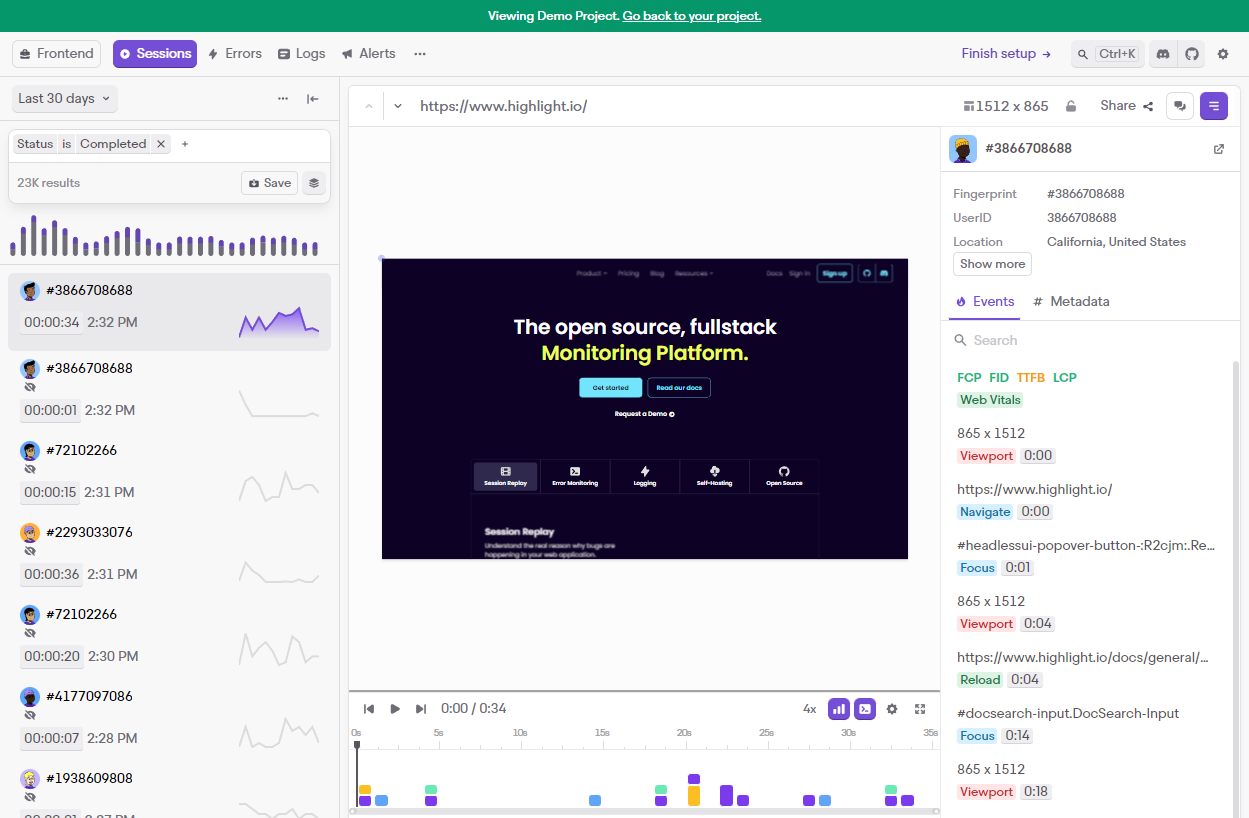 Viewing Demo Project. Go back to your project.
Frontend Sessions Errors Logs Alerts ··· Finish setup → Ctrl+K
Last 30 days ···
Status is Completed × +
23K results Save
#3866708688
00:00:34 2:32 PM
#3866708688
00:00:01 2:32 PM
#72102266
00:00:15 2:31 PM
#2293033076
00:00:36 2:31 PM
#72102266
00:00:20 2:30 PM
#4177097086
00:00:07 2:28 PM
#1938609808
https://www.highlight.io/ 1512 x 865 Share
Product Pricing Blog Resources Docs Sign in Sign up
The open source, fullstack
Monitoring Platform.
Get started Read our docs
Request a Demo
Session Replay Error Monitoring Logging Self-Hosting Open Source
Session Replay
Understand the real reason why bugs are
happening in your web application.
0:00 / 0:34 4x
0s 5s 10s 15s 20s 25s 30s 35s
#3866708688
Fingerprint #3866708688
UserID 3866708688
Location California, United States
Show more
Events # Metadata
Search
FCP FID TTFB LCP
Web Vitals
865 x 1512
Viewport 0:00
https://www.highlight.io/
Navigate 0:00
#headlessui-popover-button-:R2cjm:.Re...
Focus 0:01
865 x 1512
Viewport 0:04
https://www.highlight.io/docs/general/...
Reload 0:04
#docsearch-input.DocSearch-Input
Focus 0:14
865 x 1512
Viewport 0:18